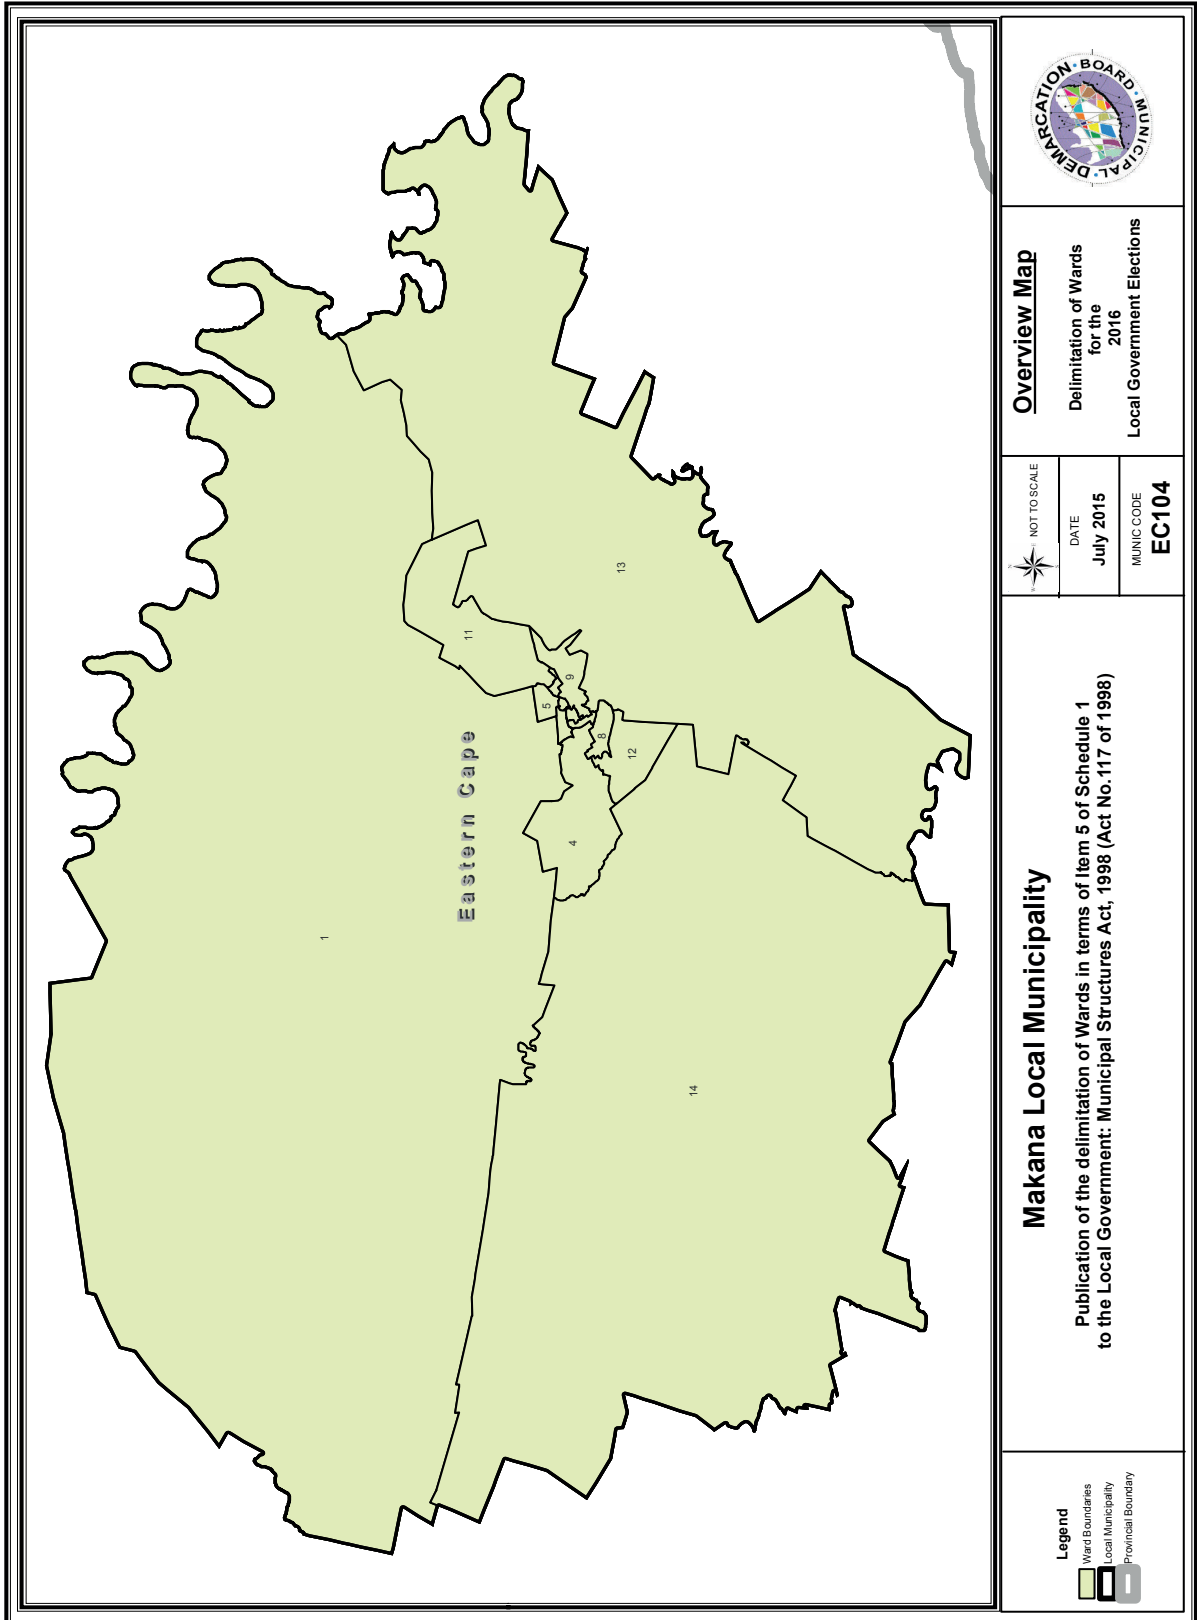 1
Eastern Cape
11
13
5
9
8
12
4
14
Legend
Ward Boundaries
Local Municipality
Provincial Boundary
Makana Local Municipality
Publication of the delimitation of Wards in terms of Item 5 of Schedule 1
to the Local Government: Municipal Structures Act, 1998 (Act No.117 of 1998)
NOT TO SCALE
DATE
July 2015
MUNIC CODE
EC104
Overview Map
Delimitation of Wards
for the
2016
Local Government Elections
MUNICIPAL · DEMARCATION · BOARD ·